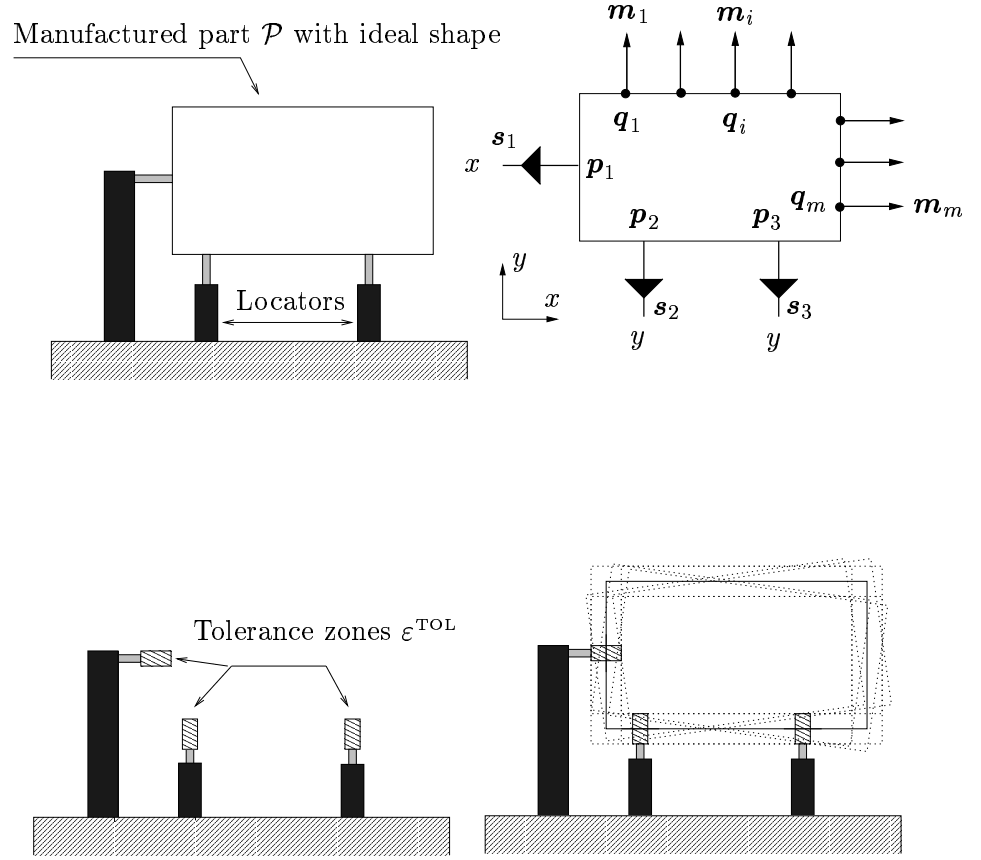 Manufactured part 𝒫 with ideal shape
Locators
m₁
mᵢ
q₁
qᵢ
s₁
x
p₁
qₘ
mₘ
p₂
p₃
y
x
s₂
s₃
y
y
Tolerance zones ε^TOL